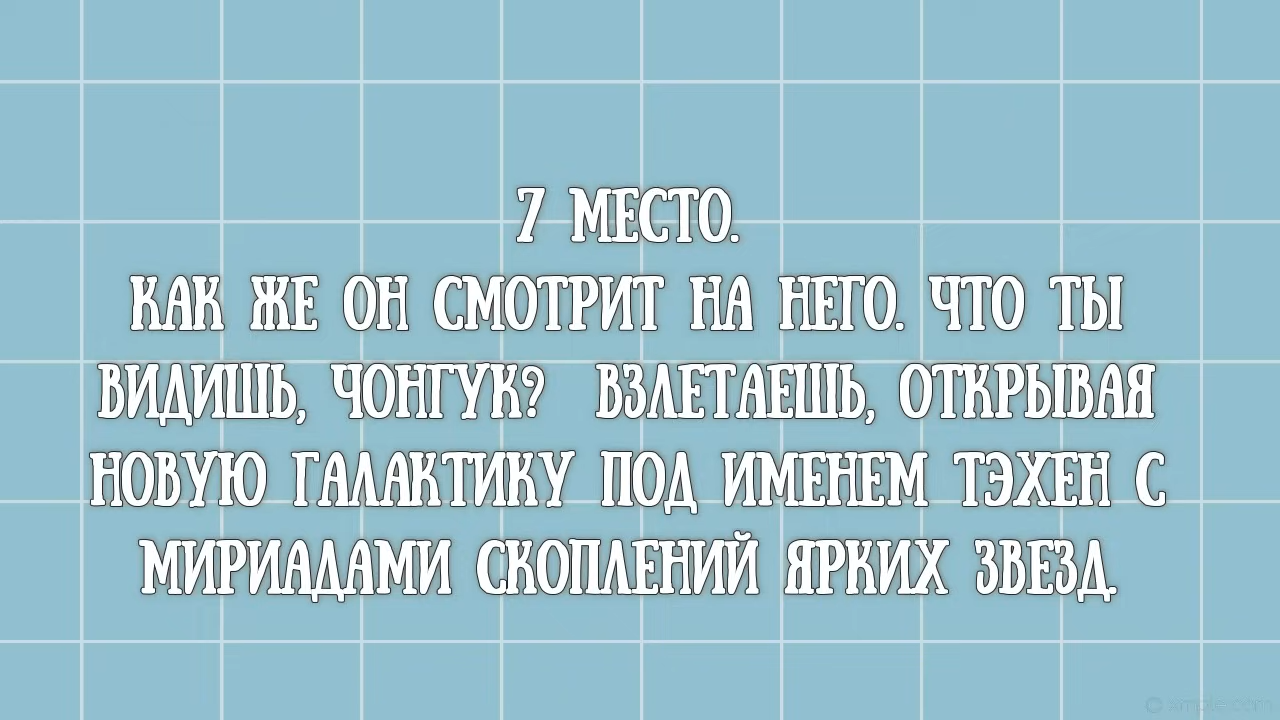 7 МЕСТО.
КАК ЖЕ ОН СМОТРИТ НА НЕГО. ЧТО ТЫ
ВИДИШЬ, ЧОНГУК? ВЗЛЕТАЕШЬ, ОТКРЫВАЯ
НОВУЮ ГАЛАКТИКУ ПОД ИМЕНЕМ ТЭХЕН С
МИРИАДАМИ СКОПЛЕНИЙ ЯРКИХ ЗВЕЗД.